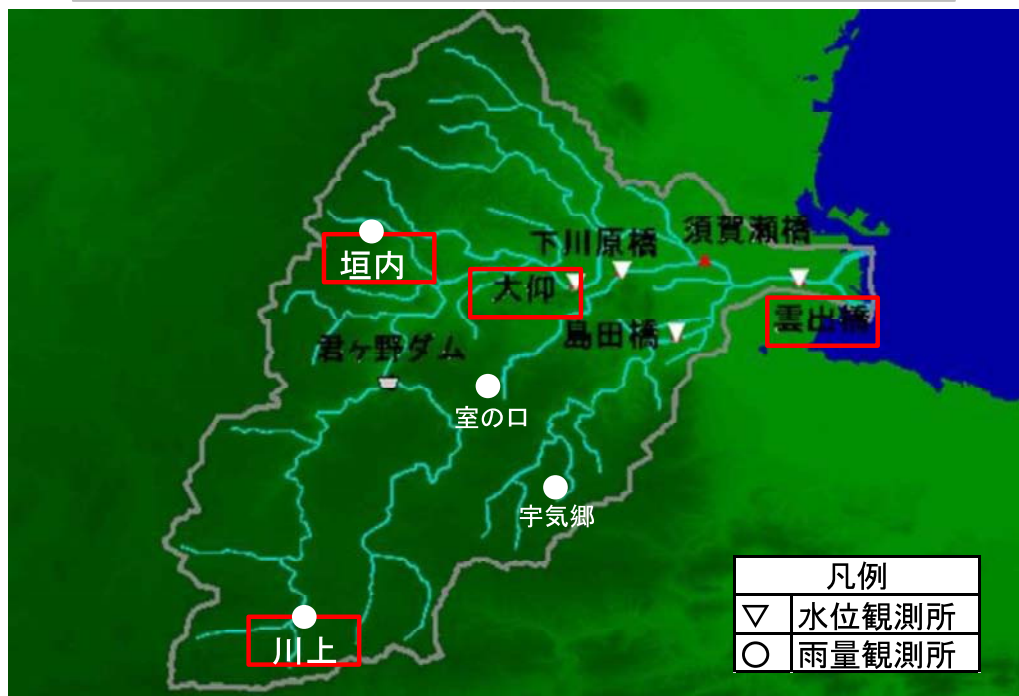 須賀瀬橋
下川原橋
垣内
大仰
雲出橋
島田橋
君ヶ野ダム
室の口
宇気郷
川上
凡例
▽ 水位観測所
○ 雨量観測所